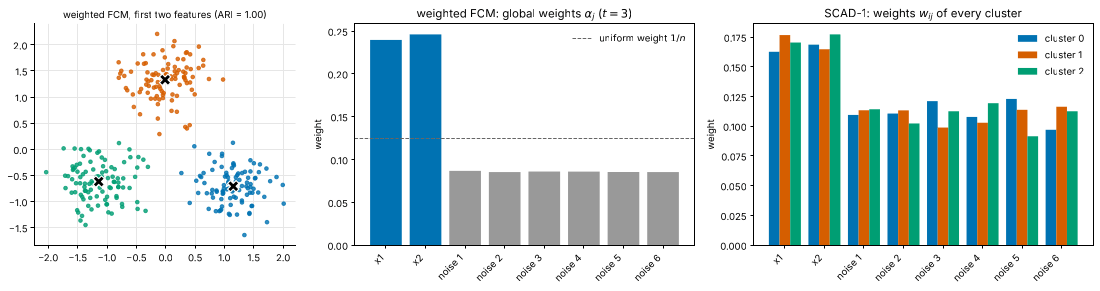 weighted FCM, first two features (ARI = 1.00)
2.0
1.5
1.0
0.5
0.0
−0.5
−1.0
−1.5
−2.0 −1.5 −1.0 −0.5 0.0 0.5 1.0 1.5 2.0
weighted FCM: global weights αⱼ (t = 3)
uniform weight 1/n
weight
0.25
0.20
0.15
0.10
0.05
0.00
x1 x2 noise 1 noise 2 noise 3 noise 4 noise 5 noise 6
SCAD-1: weights wᵢⱼ of every cluster
cluster 0
cluster 1
cluster 2
weight
0.175
0.150
0.125
0.100
0.075
0.050
0.025
0.000
x1 x2 noise 1 noise 2 noise 3 noise 4 noise 5 noise 6